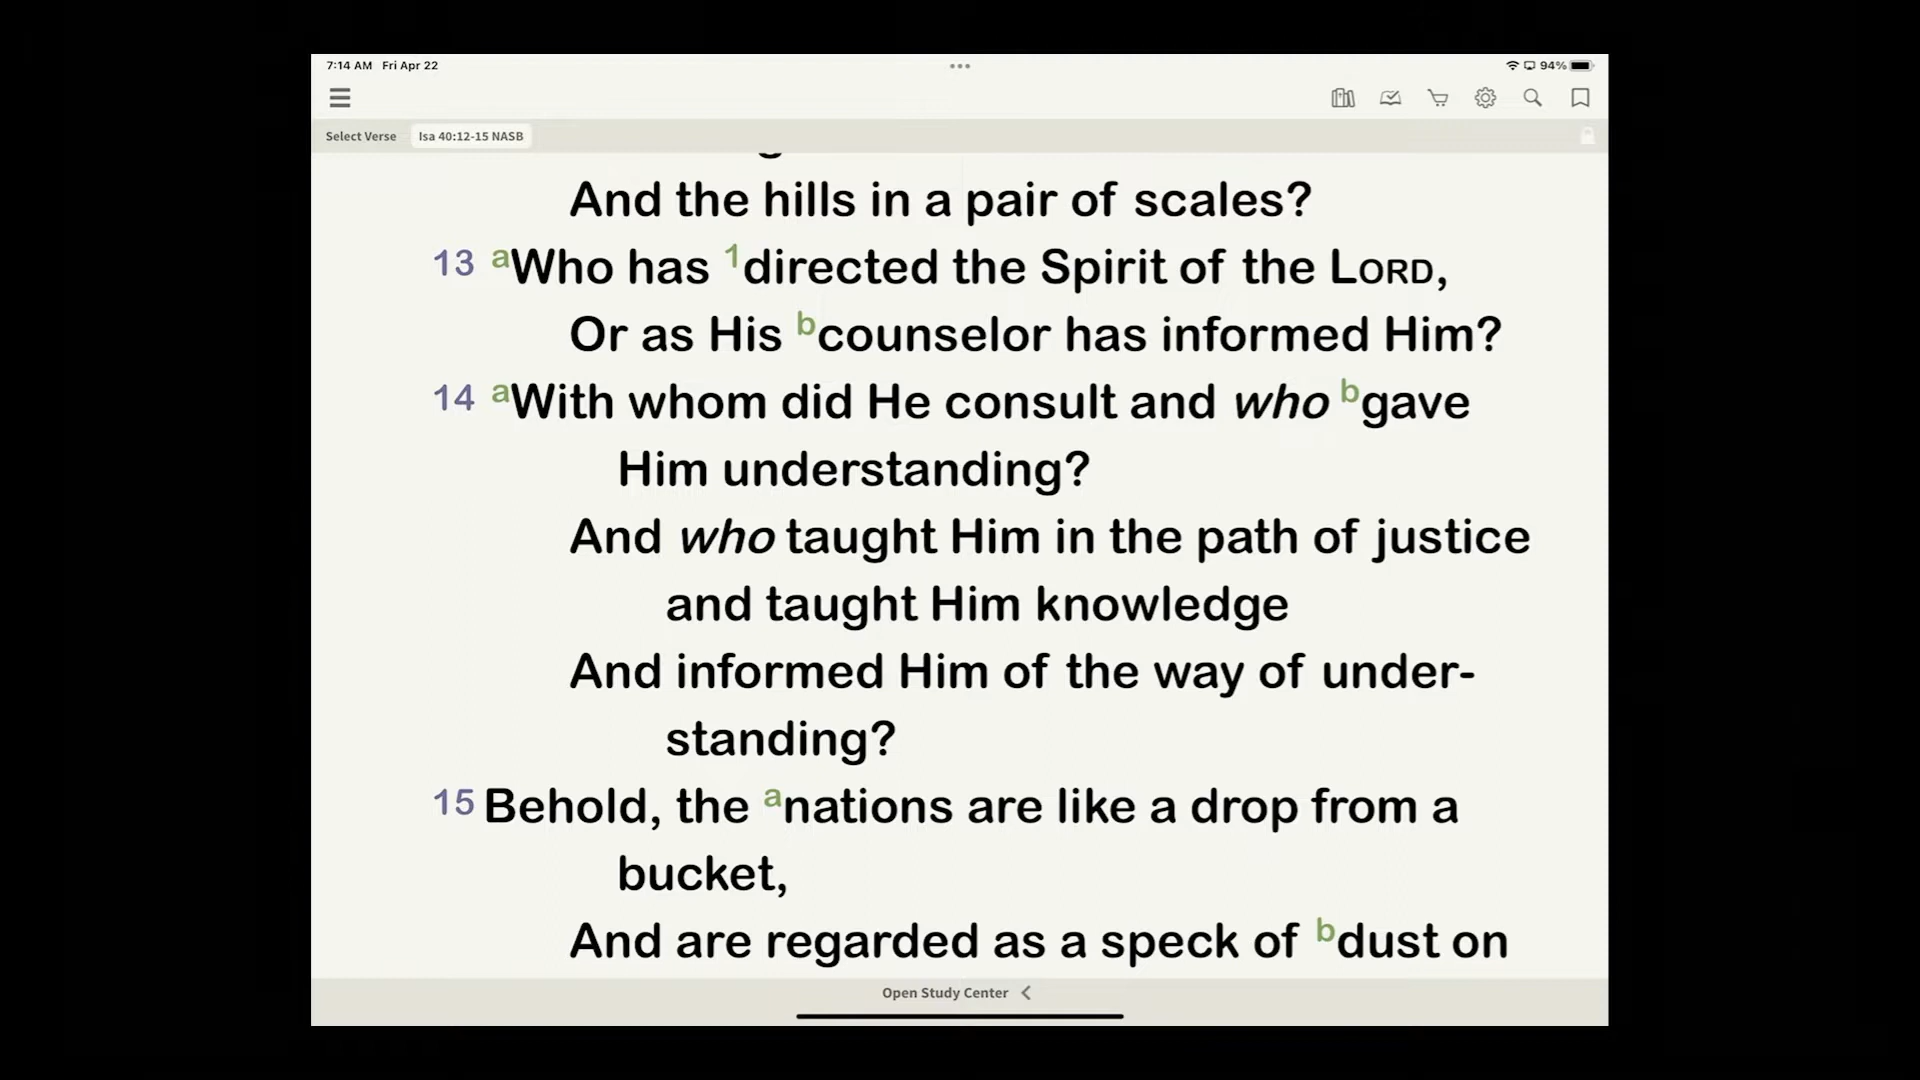 7:14 AM Fri Apr 22
94%
Select Verse Isa 40:12-15 NASB
And the hills in a pair of scales?
13 aWho has 1directed the Spirit of the LORD,
Or as His bcounselor has informed Him?
14 aWith whom did He consult and who bgave
Him understanding?
And who taught Him in the path of justice
and taught Him knowledge
And informed Him of the way of under-
standing?
15 Behold, the anations are like a drop from a
bucket,
And are regarded as a speck of bdust on
Open Study Center